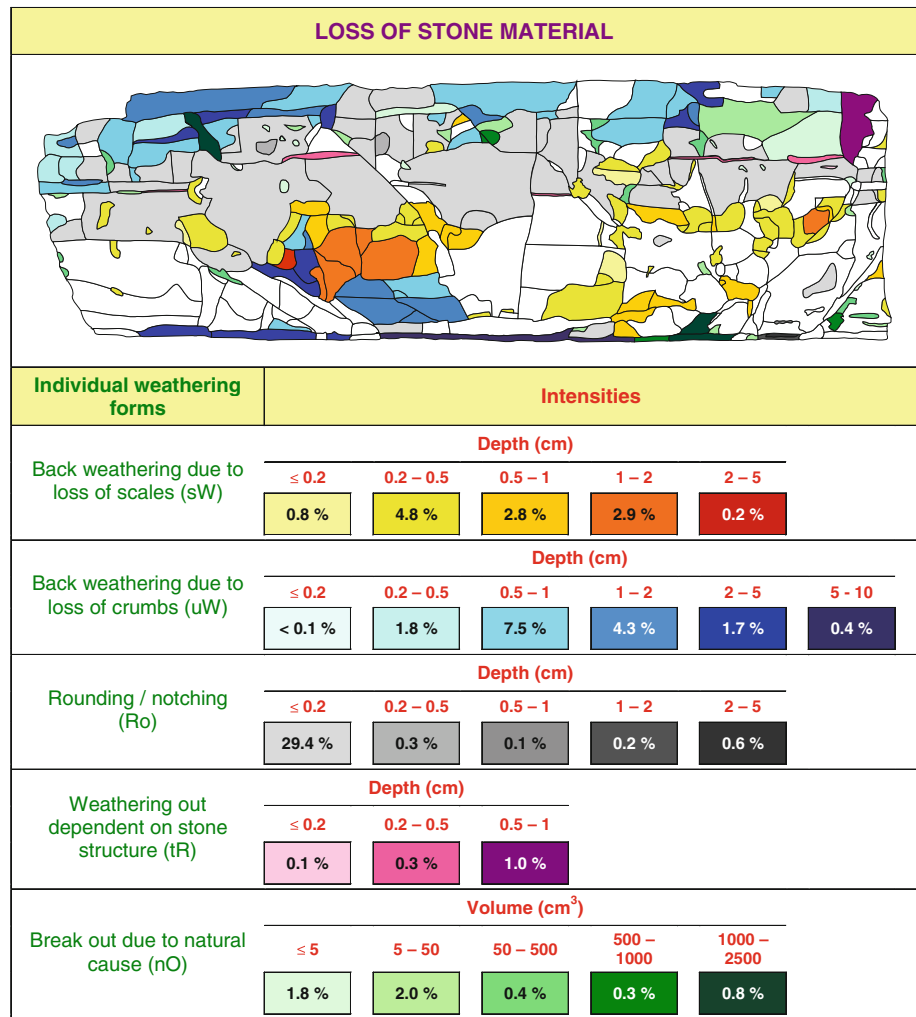 LOSS OF STONE MATERIAL
Individual weathering
forms
Intensities
Back weathering due to
loss of scales (sW)
Depth (cm)
≤ 0.2 0.2 – 0.5 0.5 – 1 1 – 2 2 – 5
0.8 % 4.8 % 2.8 % 2.9 % 0.2 %
Back weathering due to
loss of crumbs (uW)
Depth (cm)
≤ 0.2 0.2 – 0.5 0.5 – 1 1 – 2 2 – 5 5 - 10
< 0.1 % 1.8 % 7.5 % 4.3 % 1.7 % 0.4 %
Rounding / notching
(Ro)
Depth (cm)
≤ 0.2 0.2 – 0.5 0.5 – 1 1 – 2 2 – 5
29.4 % 0.3 % 0.1 % 0.2 % 0.6 %
Weathering out
dependent on stone
structure (tR)
Depth (cm)
≤ 0.2 0.2 – 0.5 0.5 – 1
0.1 % 0.3 % 1.0 %
Break out due to natural
cause (nO)
Volume (cm³)
≤ 5 5 – 50 50 – 500 500 –
1000 1000 –
2500
1.8 % 2.0 % 0.4 % 0.3 % 0.8 %